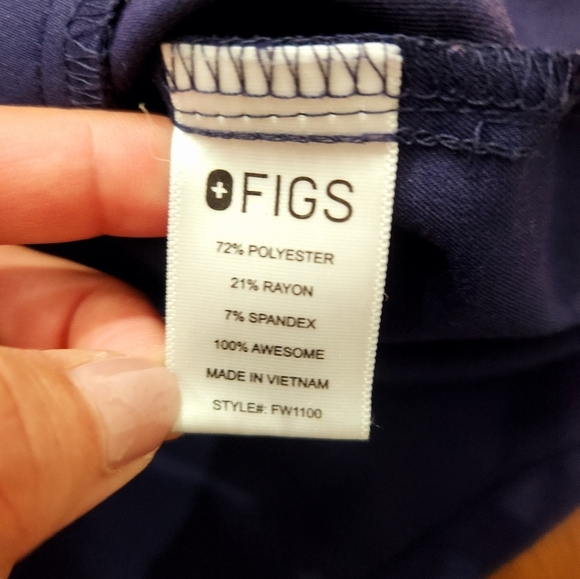 FIGS
72% POLYESTER
21% RAYON
7% SPANDEX
100% AWESOME
MADE IN VIETNAM
STYLE#: FW1100